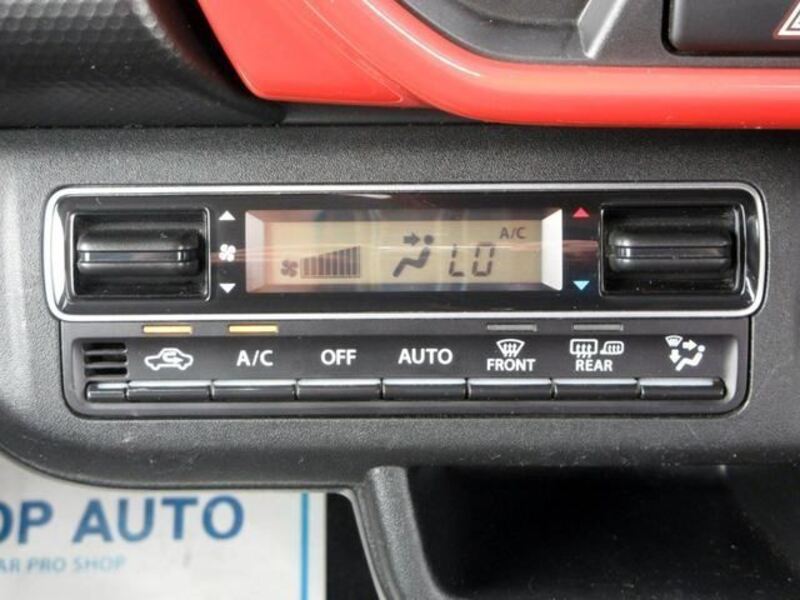 A/C
LO
A/C OFF AUTO FRONT REAR
OP AUTO
AR PRO SHOP